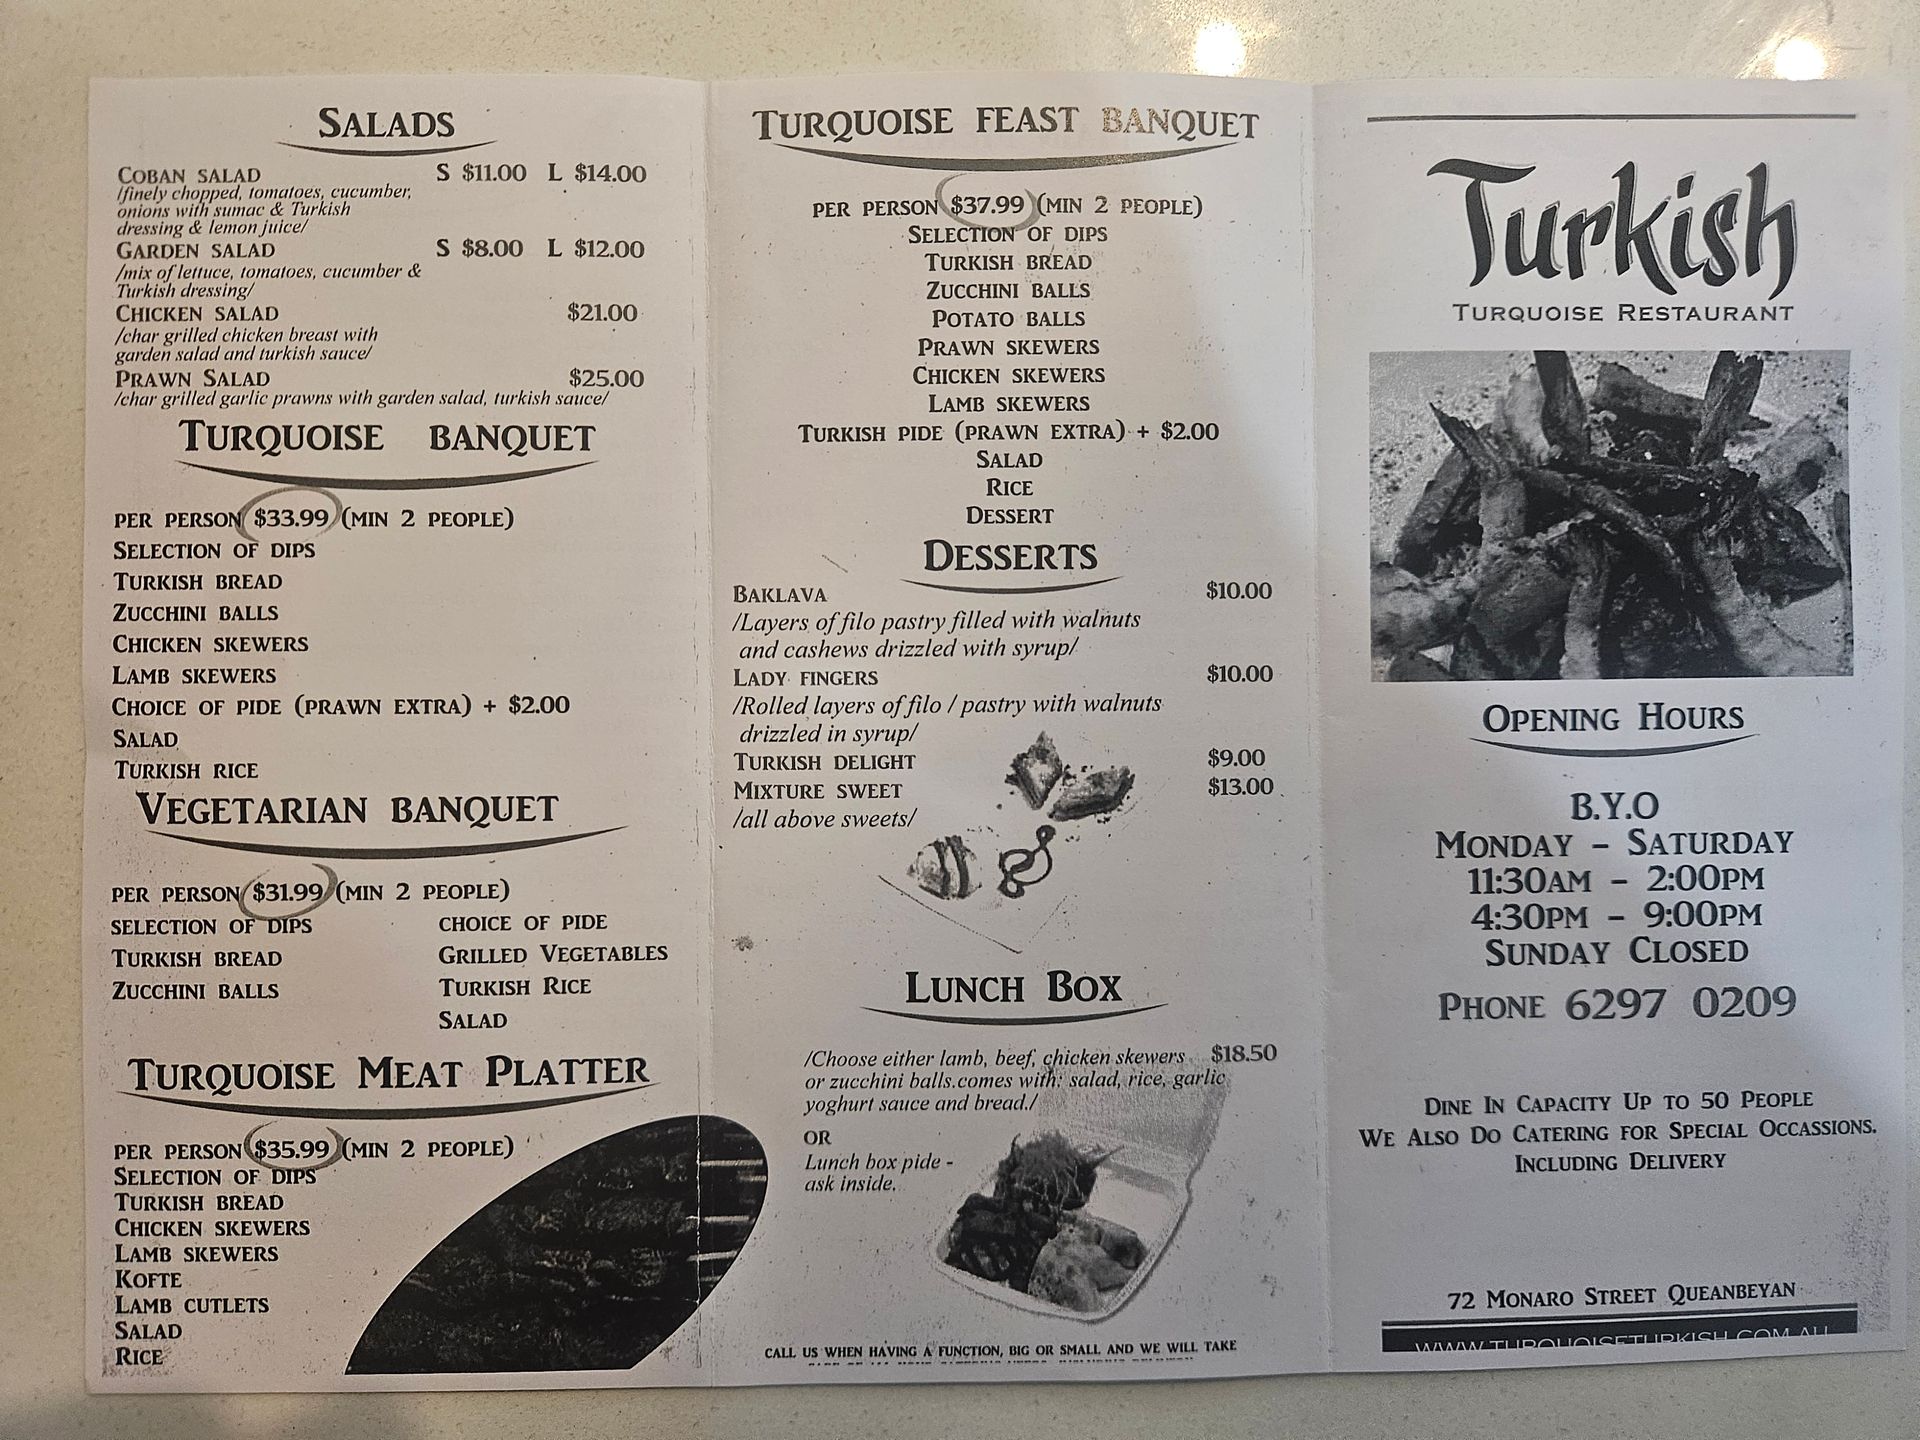 SALADS
COBAN SALAD S $11.00 L $14.00
/finely chopped, tomatoes, cucumber,
onions with sumac & Turkish
dressing & lemon juice/
GARDEN SALAD S $8.00 L $12.00
/mix of lettuce, tomatoes, cucumber &
Turkish dressing/
CHICKEN SALAD $21.00
/char grilled chicken breast with
garden salad and turkish sauce/
PRAWN SALAD $25.00
/char grilled garlic prawns with garden salad, turkish sauce/
TURQUOISE BANQUET
PER PERSON $33.99 (MIN 2 PEOPLE)
SELECTION OF DIPS
TURKISH BREAD
ZUCCHINI BALLS
CHICKEN SKEWERS
LAMB SKEWERS
CHOICE OF PIDE (PRAWN EXTRA) + $2.00
SALAD
TURKISH RICE
VEGETARIAN BANQUET
PER PERSON $31.99 (MIN 2 PEOPLE)
SELECTION OF DIPS
TURKISH BREAD
ZUCCHINI BALLS
CHOICE OF PIDE
GRILLED VEGETABLES
TURKISH RICE
SALAD
TURQUOISE MEAT PLATTER
PER PERSON $35.99 (MIN 2 PEOPLE)
SELECTION OF DIPS
TURKISH BREAD
CHICKEN SKEWERS
LAMB SKEWERS
KOFTE
LAMB CUTLETS
SALAD
RICE
TURQUOISE FEAST BANQUET
PER PERSON $37.99 (MIN 2 PEOPLE)
SELECTION OF DIPS
TURKISH BREAD
ZUCCHINI BALLS
POTATO BALLS
PRAWN SKEWERS
CHICKEN SKEWERS
LAMB SKEWERS
TURKISH PIDE (PRAWN EXTRA) + $2.00
SALAD
RICE
DESSERT
DESSERTS
BAKLAVA $10.00
/Layers of filo pastry filled with walnuts
and cashews drizzled with syrup/
LADY FINGERS $10.00
/Rolled layers of filo / pastry with walnuts
drizzled in syrup/
TURKISH DELIGHT $9.00
MIXTURE SWEET $13.00
/all above sweets/
LUNCH BOX
/Choose either lamb, beef, chicken skewers $18.50
or zucchini balls.comes with: salad, rice, garlic
yoghurt sauce and bread./
OR
Lunch box pide -
ask inside.
CALL US WHEN HAVING A FUNCTION, BIG OR SMALL AND WE WILL TAKE
Turkish
TURQUOISE RESTAURANT
OPENING HOURS
B.Y.O
MONDAY – SATURDAY
11:30AM – 2:00PM
4:30PM – 9:00PM
SUNDAY CLOSED
PHONE 6297 0209
DINE IN CAPACITY UP TO 50 PEOPLE
WE ALSO DO CATERING FOR SPECIAL OCCASSIONS.
INCLUDING DELIVERY
72 MONARO STREET QUEANBEYAN
WWW.TURQUOISETURKISH.COM.AU